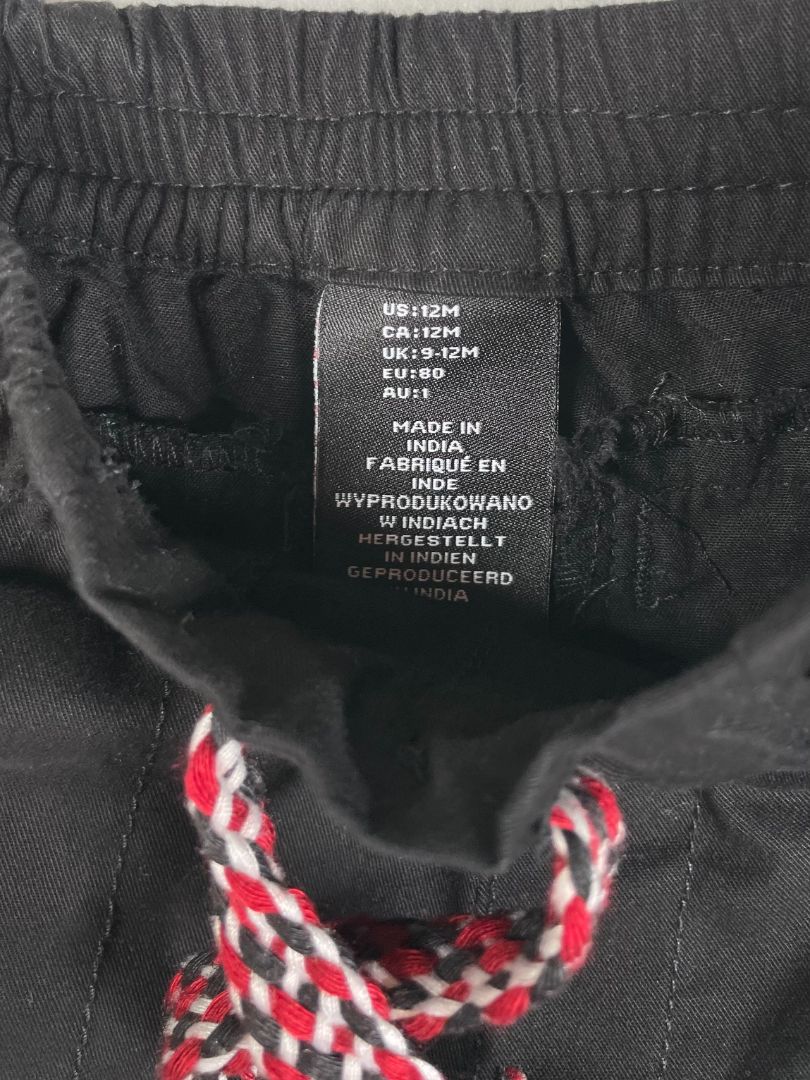 US:12M
CA:12M
UK:9-12M
EU:80
AU:1
MADE IN
INDIA
FABRIQUÉ EN
INDE
WYPRODUKOWANO
W INDIACH
HERGESTELLT
IN INDIEN
GEPRODUCEERD
INDIA